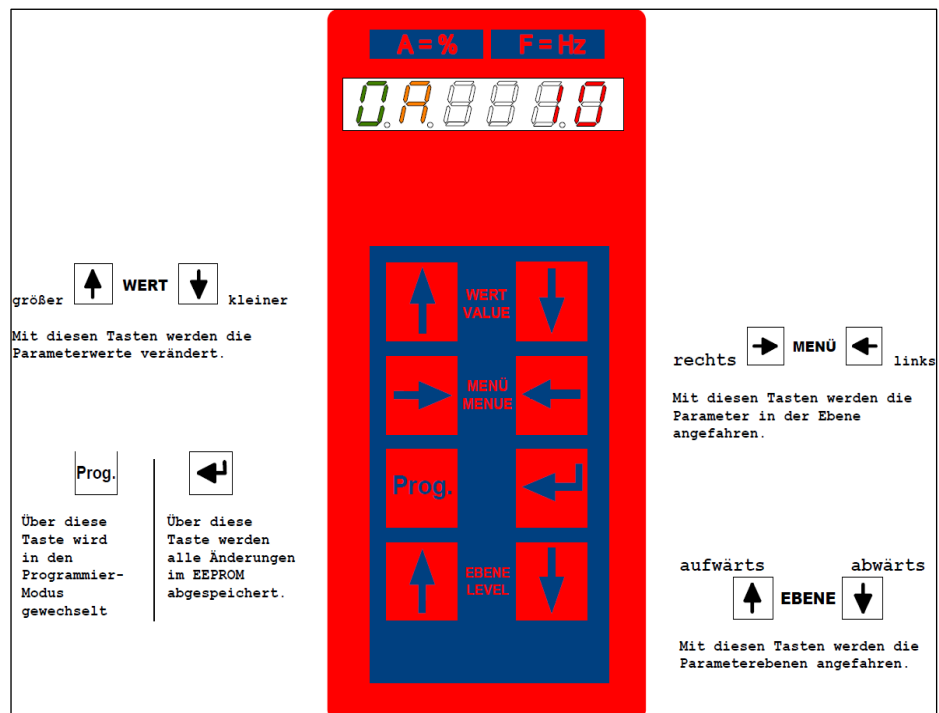 A = %
F = Hz
0.A. 10
größer WERT kleiner
Mit diesen Tasten werden die
Parameterwerte verändert.
WERT
VALUE
rechts MENÜ links
Mit diesen Tasten werden die
Parameter in der Ebene
angefahren.
MENÜ
MENUE
Prog.
Über diese
Taste wird
in den
Programmier-
Modus
gewechselt
Über diese
Taste werden
alle Änderungen
im EEPROM
abgespeichert.
Prog.
EBENE
LEVEL
aufwärts abwärts
EBENE
Mit diesen Tasten werden die
Parameterebenen angefahren.